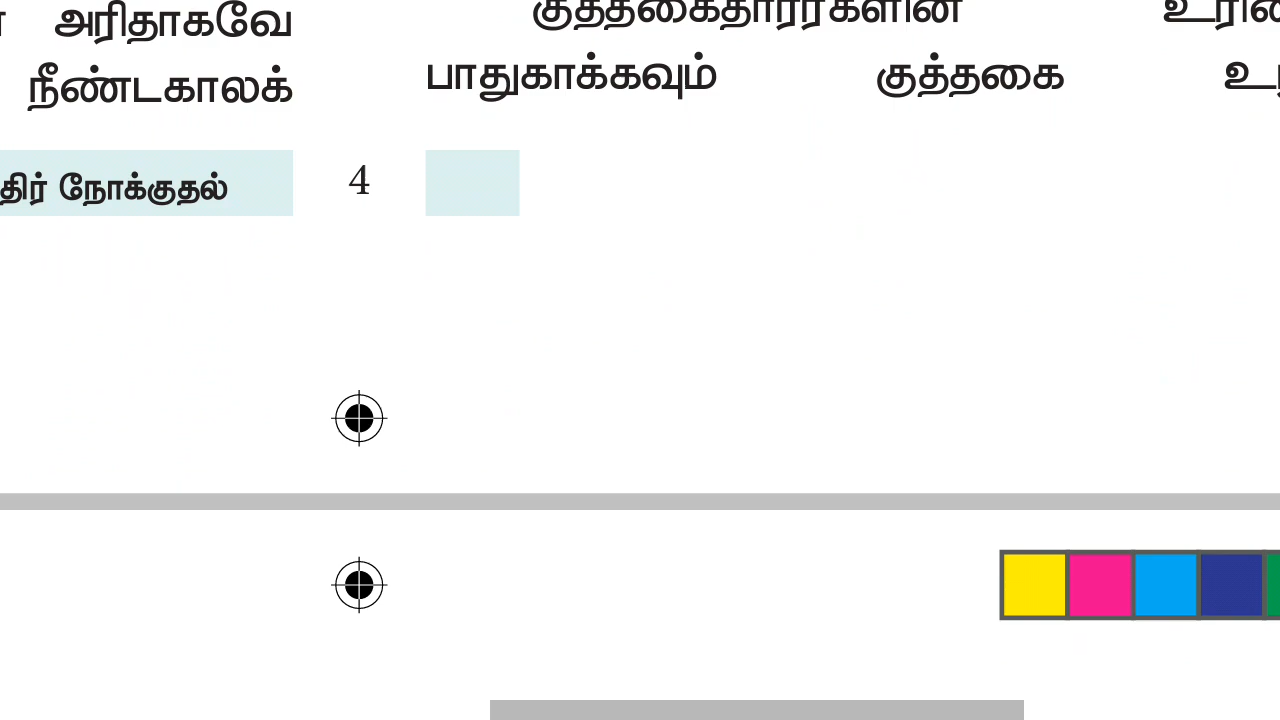 அரிதாகவே
நீண்டகாலக்
குத்தகைதாரர்களின்
பாதுகாக்கவும் குத்தகை
நோக்குதல்
4